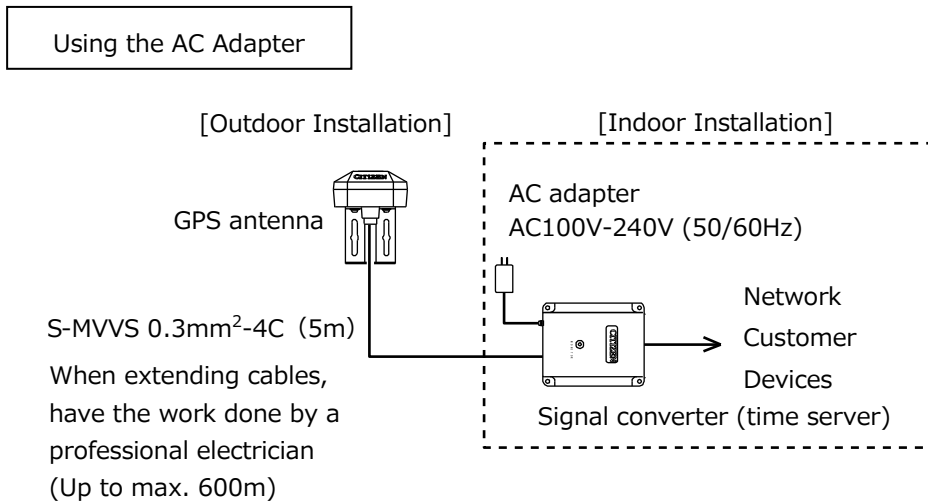 Using the AC Adapter
[Outdoor Installation]
[Indoor Installation]
CITIZEN
GPS antenna
AC adapter
AC100V-240V (50/60Hz)
S-MVVS 0.3mm²-4C（5m）
When extending cables,
have the work done by a
professional electrician
(Up to max. 600m)
CITIZEN
Network
Customer
Devices
Signal converter (time server)